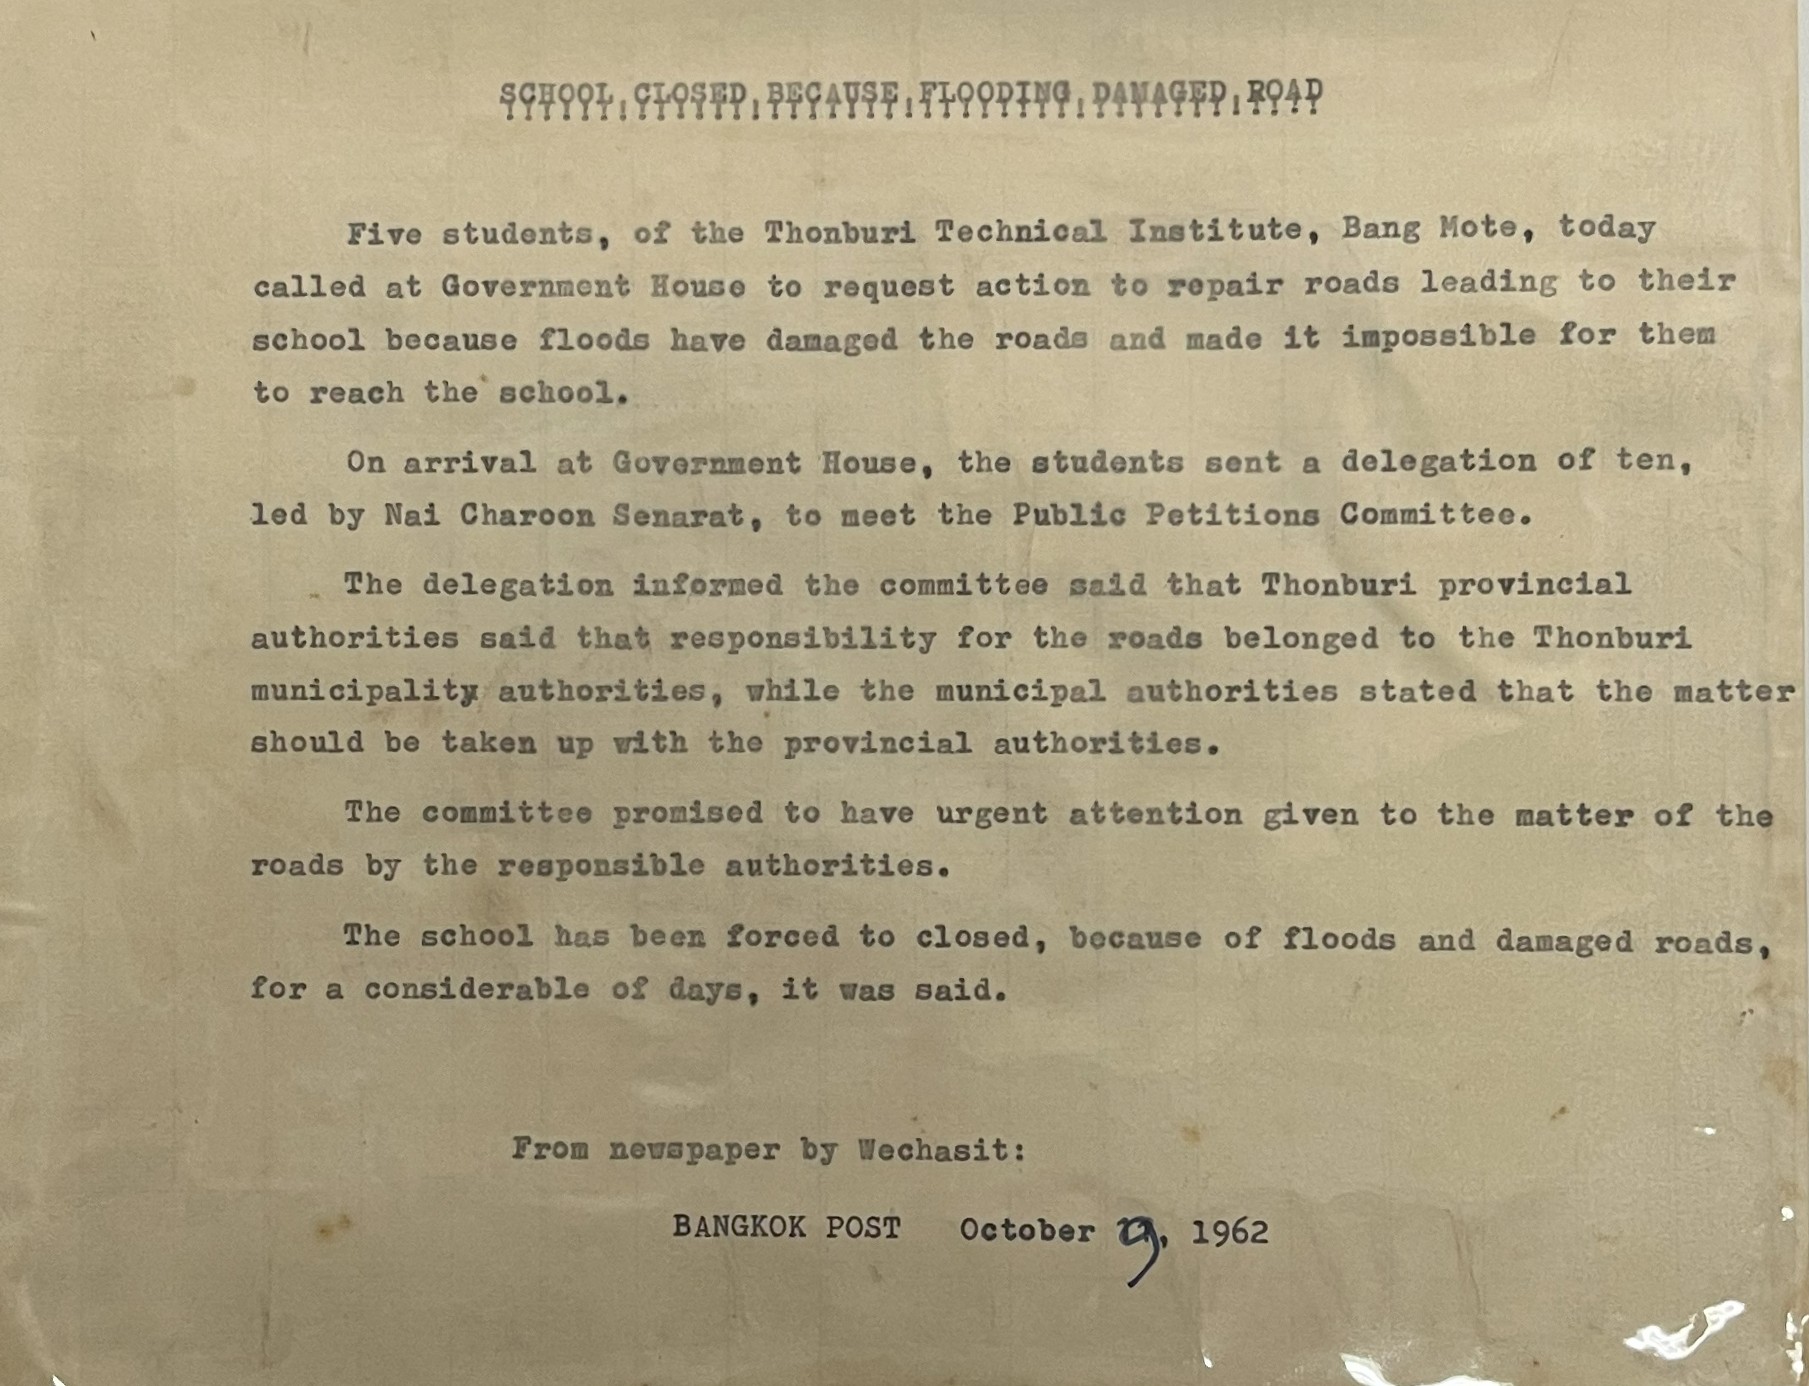 SCHOOL CLOSED BECAUSE FLOODING DAMAGED ROAD
Five students, of the Thonburi Technical Institute, Bang Mote, today
called at Government House to request action to repair roads leading to their
school because floods have damaged the roads and made it impossible for them
to reach the school.
On arrival at Government House, the students sent a delegation of ten,
led by Nai Charoon Senarat, to meet the Public Petitions Committee.
The delegation informed the committee said that Thonburi provincial
authorities said that responsibility for the roads belonged to the Thonburi
municipality authorities, while the municipal authorities stated that the matter
should be taken up with the provincial authorities.
The committee promised to have urgent attention given to the matter of the
roads by the responsible authorities.
The school has been forced to closed, because of floods and damaged roads,
for a considerable of days, it was said.
From newspaper by Wechasit:
BANGKOK POST October 9, 1962